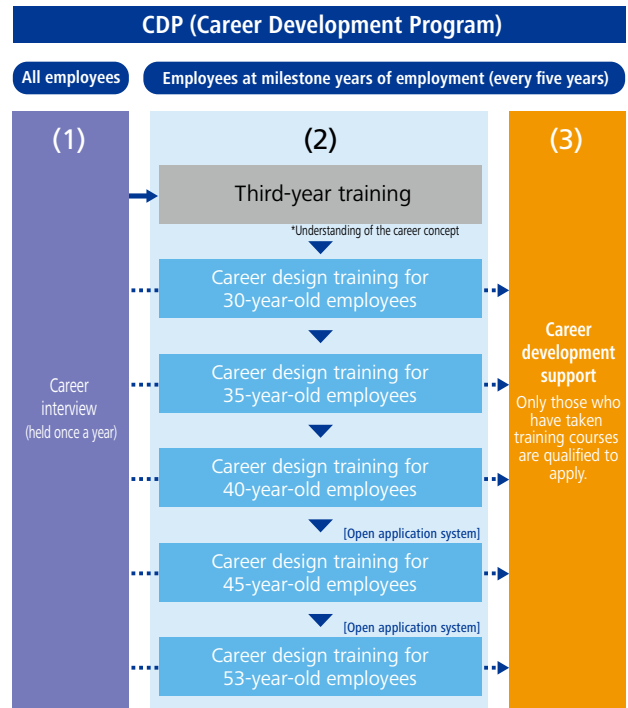 CDP (Career Development Program)
All employees
Employees at milestone years of employment (every five years)
(1)
(2)
(3)
Third-year training
*Understanding of the career concept
Career design training for
30-year-old employees
Career design training for
35-year-old employees
Career design training for
40-year-old employees
[Open application system]
Career design training for
45-year-old employees
[Open application system]
Career design training for
53-year-old employees
Career
interview
(held once a year)
Career
development
support
Only those who
have taken
training courses
are qualified to
apply.